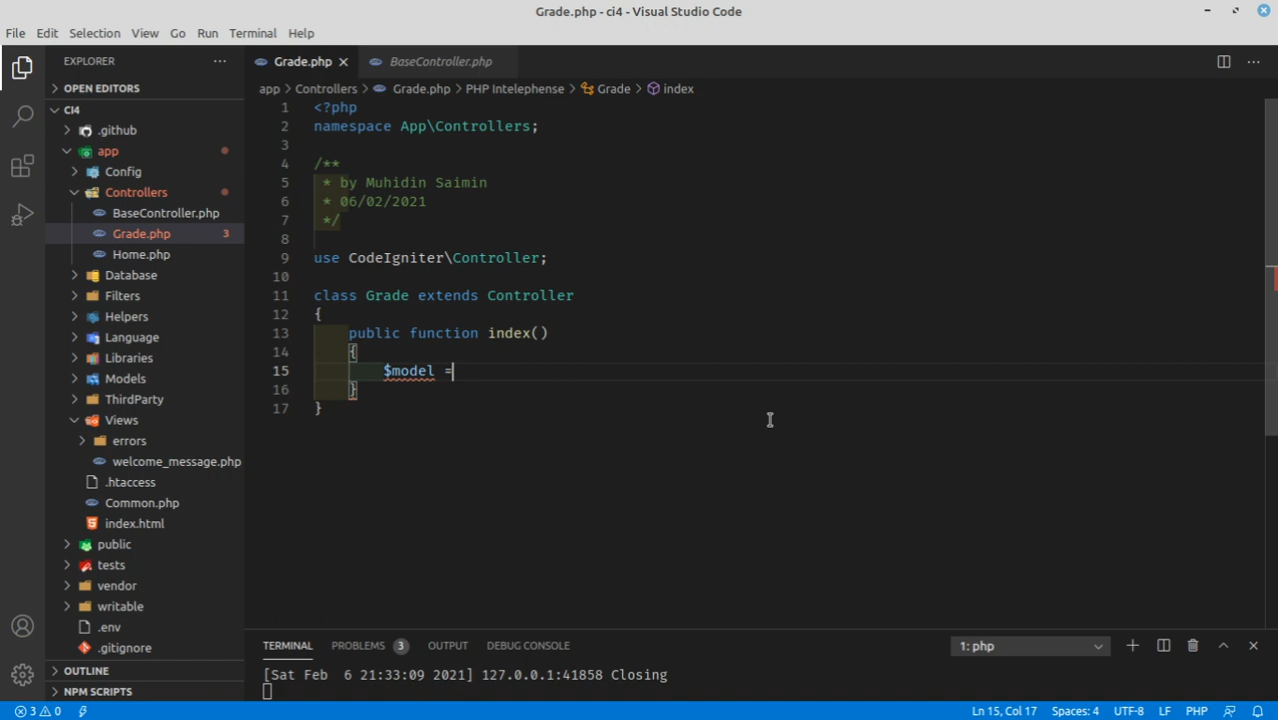 Grade.php - ci4 - Visual Studio Code
File Edit Selection View Go Run Terminal Help
EXPLORER
OPEN EDITORS
CI4
.github
app
Config
Controllers
BaseController.php
Grade.php 3
Home.php
Database
Filters
Helpers
Language
Libraries
Models
ThirdParty
Views
errors
welcome_message.php
.htaccess
Common.php
index.html
public
tests
vendor
writable
.env
.gitignore
OUTLINE
NPM SCRIPTS
Grade.php BaseController.php
app > Controllers > Grade.php > PHP Intelephense > Grade > index
1 <?php
2 namespace App\Controllers;
3
4 /**
5 * by Muhidin Saimin
6 * 06/02/2021
7 */
8
9 use CodeIgniter\Controller;
10
11 class Grade extends Controller
12 {
13 public function index()
14 {
15 $model =
16 }
17 }
TERMINAL PROBLEMS 3 OUTPUT DEBUG CONSOLE 1: php
[Sat Feb  6 21:33:09 2021] 127.0.0.1:41858 Closing
3 0 Ln 15, Col 17 Spaces: 4 UTF-8 LF PHP